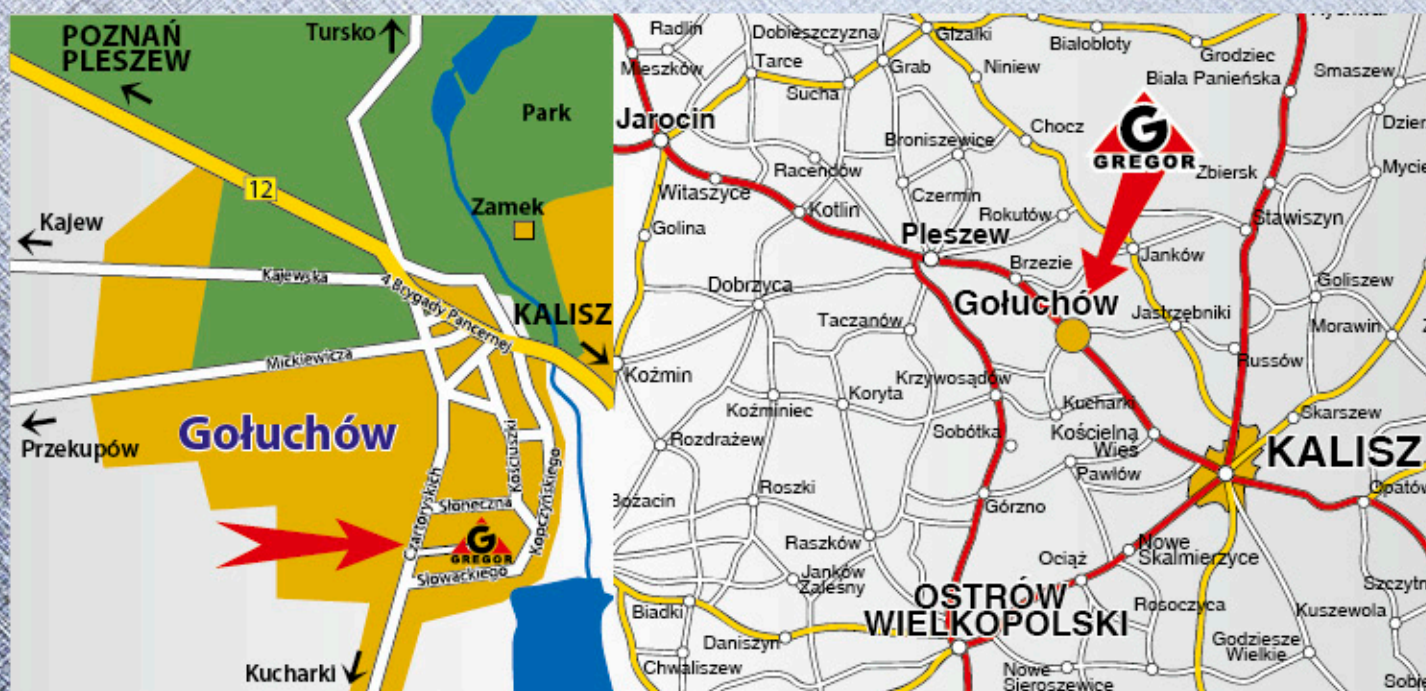 POZNAŃ
PLESZEW
Tursko
Park
12
Zamek
Kajew
Kajewska
4 Brygady Pancernej
KALISZ
Mickiewicza
Przekupów
Gołuchów
Kościuszki
Kopczyńskiego
Czartoryskich
Słoneczna
G
GREGOR
Slowackiego
Kucharki
Radlin
Dobieszczyzna
Gizałki
Białobłoty
Grodziec
Mieszków
Tarce
Grab
Niniew
Biała Panieńska
Smaszew
Sucha
Jarocin
Chocz
G
GREGOR
Broniszewice
Racendów
Zbiersk
Witaszyce
Czermin
Kotlin
Rokutów
Stawiszyn
Golina
Pleszew
Janków
Brzezie
Dobrzyca
Gołuchów
Goliszew
Taczanów
Jastrzębniki
Morawin
Russów
Koźmin
Krzywosądów
Koryta
Koźminiec
Kucharki
Skarszew
Rozdrażew
Sobótka
Kościelna
Wieś
KALISZ
Pawłów
Roszki
Opatów
Górzno
Raszków
Nowe
Skalmierzyce
Ociąż
Janków
Zalesny
OSTRÓW
WIELKOPOLSKI
Biadki
Rosoczyca
Kuszewola
Daniszyn
Godziesze
Wielkie
Chwaliszew
Nowe
Sieroszewice